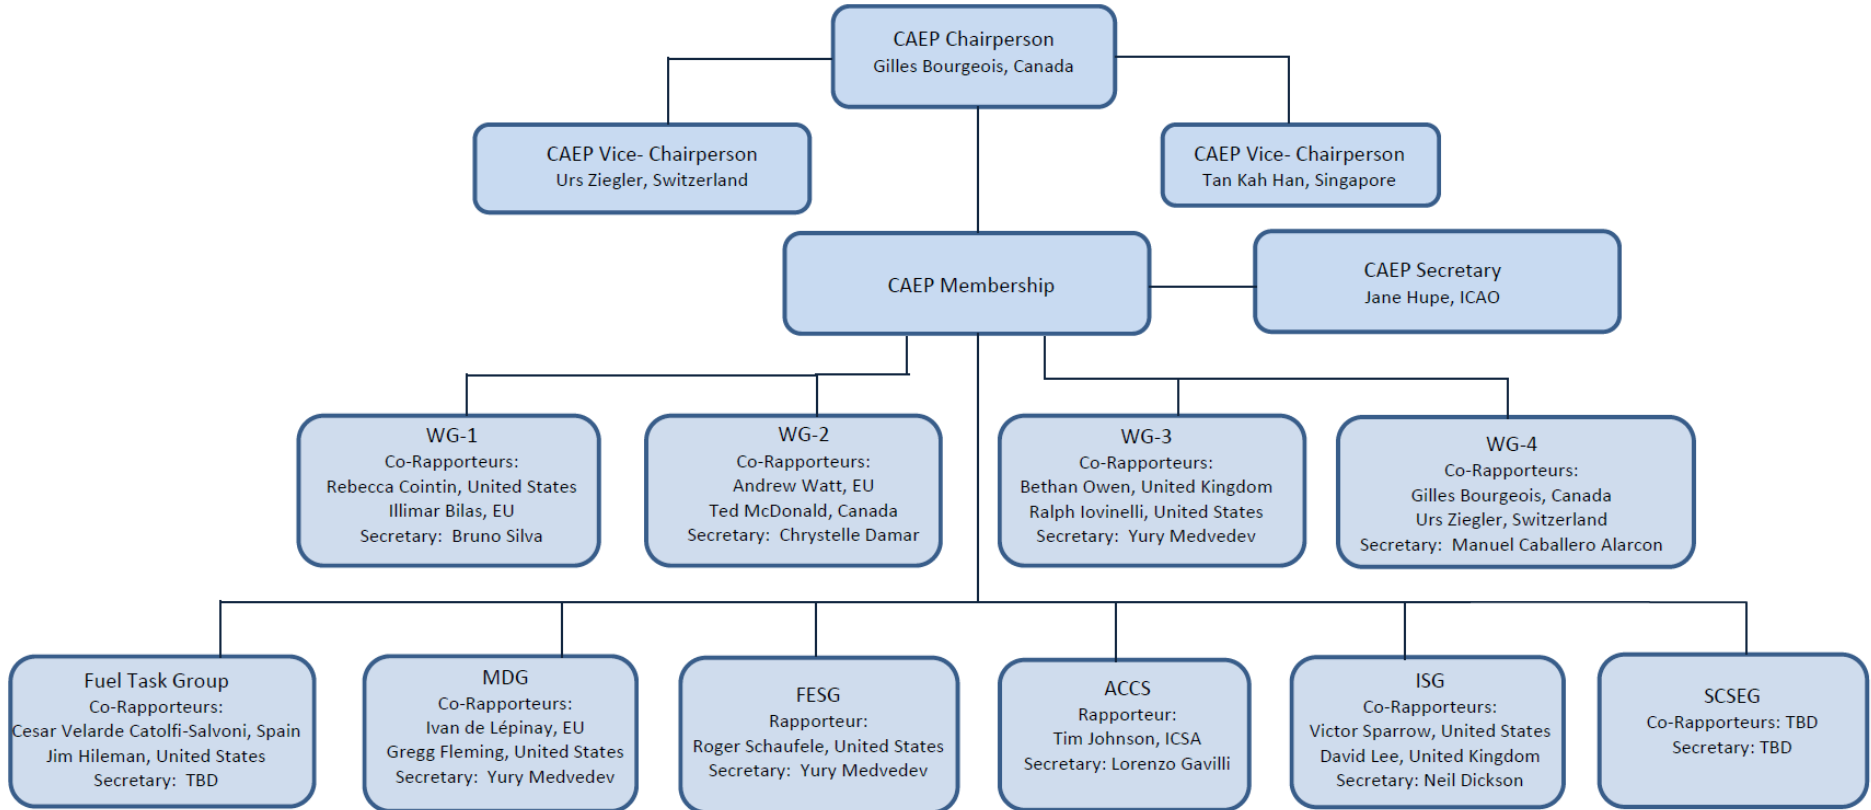 CAEP Chairperson
Gilles Bourgeois, Canada
CAEP Vice- Chairperson
Urs Ziegler, Switzerland
CAEP Vice- Chairperson
Tan Kah Han, Singapore
CAEP Membership
CAEP Secretary
Jane Hupe, ICAO
WG-1
Co-Rapporteurs:
Rebecca Cointin, United States
Illimar Bilas, EU
Secretary: Bruno Silva
WG-2
Co-Rapporteurs:
Andrew Watt, EU
Ted McDonald, Canada
Secretary: Chrystelle Damar
WG-3
Co-Rapporteurs:
Bethan Owen, United Kingdom
Ralph Iovinelli, United States
Secretary: Yury Medvedev
WG-4
Co-Rapporteurs:
Gilles Bourgeois, Canada
Urs Ziegler, Switzerland
Secretary: Manuel Caballero Alarcon
Fuel Task Group
Co-Rapporteurs:
Cesar Velarde Catolfi-Salvoni, Spain
Jim Hileman, United States
Secretary: TBD
MDG
Co-Rapporteurs:
Ivan de Lépinay, EU
Gregg Fleming, United States
Secretary: Yury Medvedev
FESG
Rapporteur:
Roger Schaufele, United States
Secretary: Yury Medvedev
ACCS
Rapporteur:
Tim Johnson, ICSA
Secretary: Lorenzo Gavilli
ISG
Co-Rapporteurs:
Victor Sparrow, United States
David Lee, United Kingdom
Secretary: Neil Dickson
SCSEG
Co-Rapporteurs: TBD
Secretary: TBD